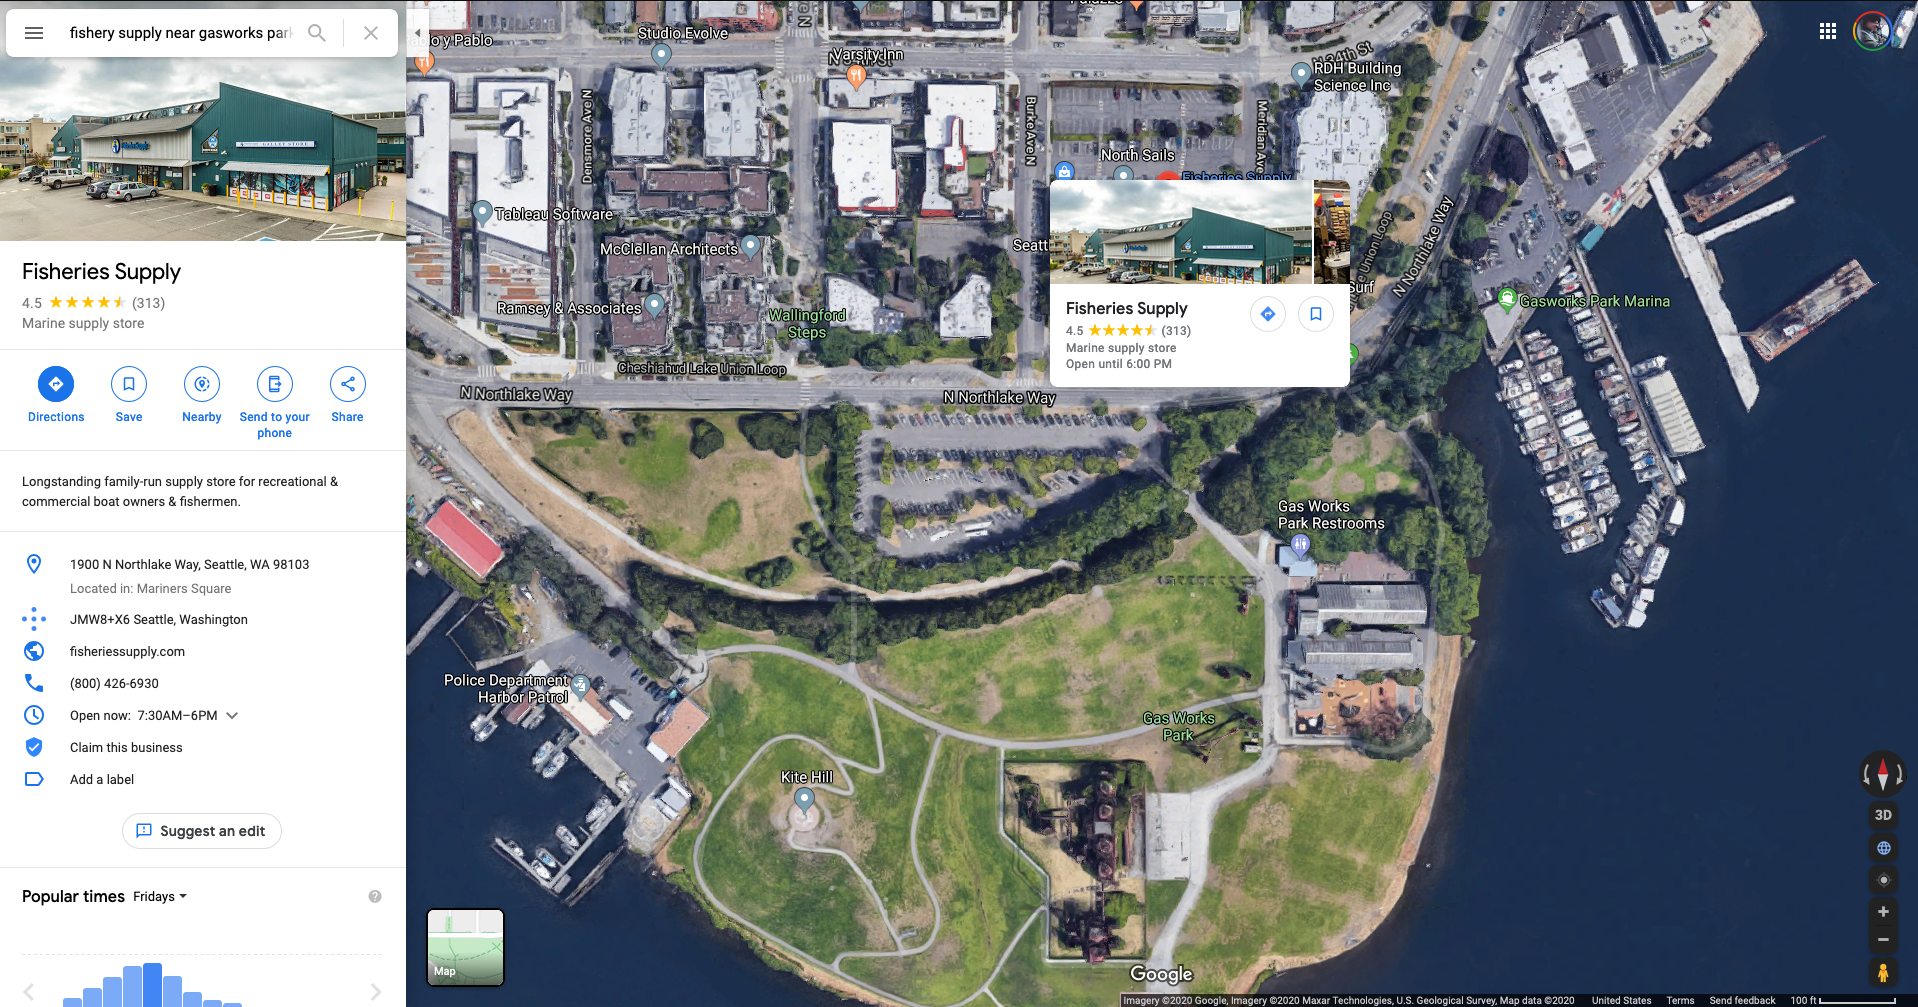 fishery supply near gasworks park
Fisheries Supply
4.5 (313)
Marine supply store
Directions
Save
Nearby
Send to your
phone
Share
Longstanding family-run supply store for recreational &
commercial boat owners & fishermen.
1900 N Northlake Way, Seattle, WA 98103
Located in: Mariners Square
JMW8+X6 Seattle, Washington
fisheriessupply.com
(800) 426-6930
Open now: 7:30AM–6PM
Claim this business
Add a label
Suggest an edit
Popular times Fridays
Studio Evolve
Varsity Inn
N 34th St
RDH Building
Science Inc
Densmore Ave N
Burke Ave N
Meridian Ave
North Sails
Fisheries Supply
Tableau Software
McClellan Architects
Ramsey & Associates
Wallingford
Steps
Cheshiahud Lake Union Loop
N Northlake Way
N Northlake Way
N Northlake Way
Fisheries Supply
4.5 (313)
Marine supply store
Open until 6:00 PM
Gasworks Park Marina
Gas Works
Park Restrooms
Police Department
Harbor Patrol
Gas Works
Park
Kite Hill
3D
Map
Google
Imagery ©2020 Google, Imagery ©2020 Maxar Technologies, U.S. Geological Survey, Map data ©2020 United States Terms Send feedback 100 ft